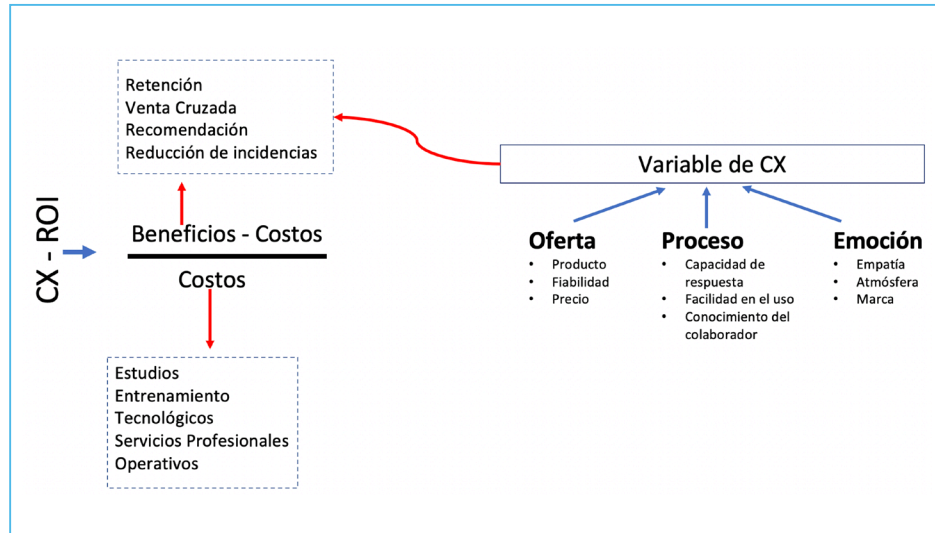 Retención
Venta Cruzada
Recomendación
Reducción de incidencias
CX - ROI
Beneficios - Costos
Costos
Estudios
Entrenamiento
Tecnológicos
Servicios Profesionales
Operativos
Variable de CX
Oferta
• Producto
• Fiabilidad
• Precio
Proceso
• Capacidad de
respuesta
• Facilidad en el uso
• Conocimiento del
colaborador
Emoción
• Empatía
• Atmósfera
• Marca